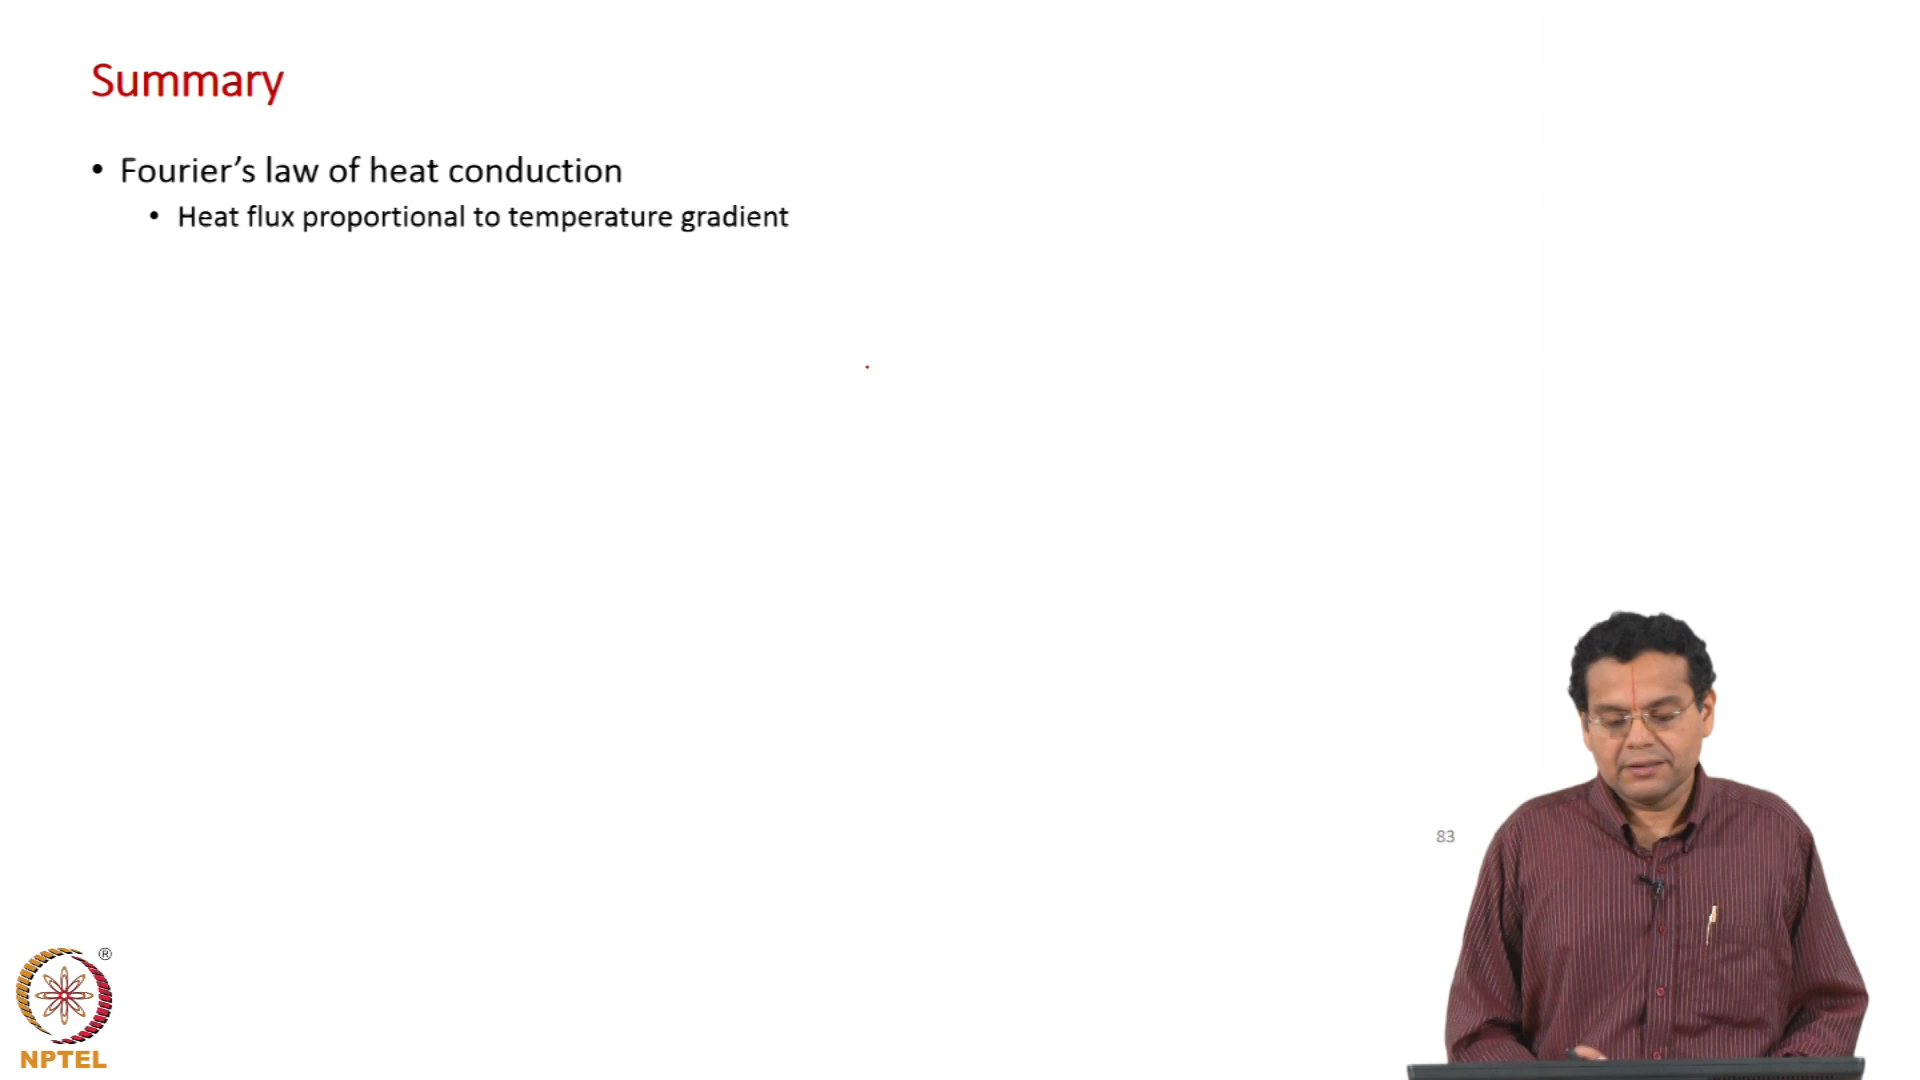 Summary
• Fourier’s law of heat conduction
• Heat flux proportional to temperature gradient
83
®
NPTEL